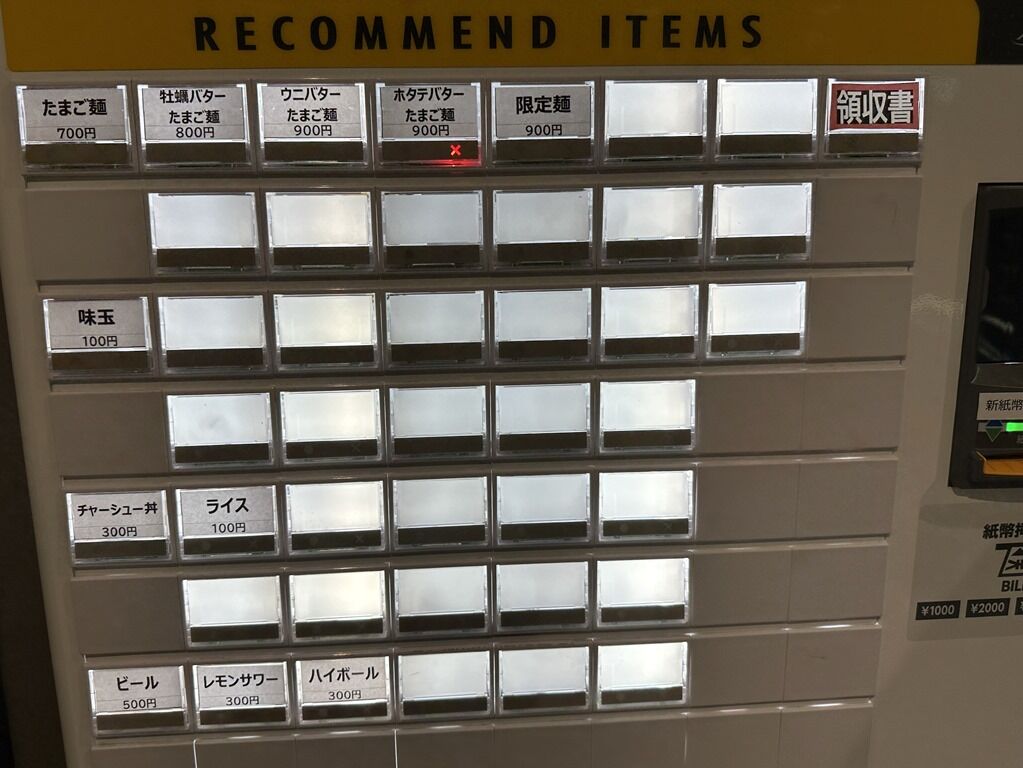 RECOMMEND ITEMS
たまご麺
700円
牡蠣バター
たまご麺
800円
ウニバター
たまご麺
900円
ホタテバター
たまご麺
900円
×
限定麺
900円
領収書
味玉
100円
新紙幣
チャーシュー丼
300円
ライス
100円
紙幣
BIL
¥1000
¥2000
ビール
500円
レモンサワー
300円
ハイボール
300円